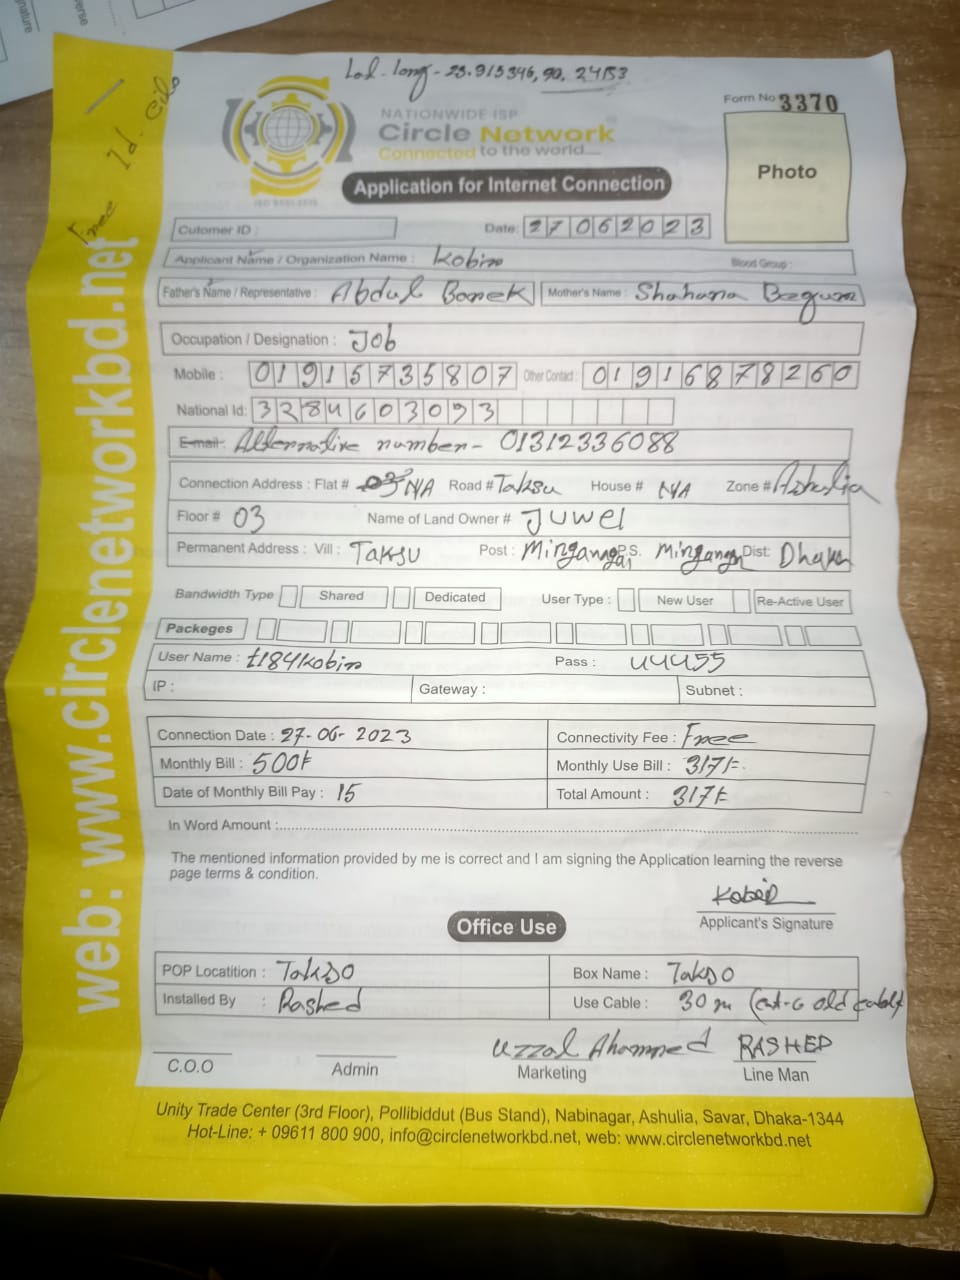 Lat. long - 23.915346, 90. 24153
Free Id. Cilo
NATIONWIDE ISP
Circle Network
Connected to the world....
Form No 3370
Photo
Application for Internet Connection
Cutomer ID :
Date: 27062023
Applicant Name / Organization Name : Kobir
Blood Group :
Father's Name / Representative : Abdul Barek Mother's Name : Shahana Begum
Occupation / Designation : Job
Mobile : 01915735807 Other Contact : 01916878260
National Id: 3284603093
E-mail: Alternative number - 01312336088
Connection Address : Flat # 03 N/A Road # Taksu House # N/A Zone # Ashulia
Floor # 03 Name of Land Owner # Juwel
Permanent Address : Vill : Taksu Post : P.S. Dist: Dhaka
Bandwidth Type Shared Dedicated User Type : New User Re-Active User
Packeges
User Name : t184kobir Pass : 44455
IP : Gateway : Subnet :
Connection Date : 27-06-2023 Connectivity Fee : Free
Monthly Bill : 500/= Monthly Use Bill : 317/=
Date of Monthly Bill Pay : 15 Total Amount : 317/=
In Word Amount :
The mentioned information provided by me is correct and I am signing the Application learning the reverse
page terms & condition.
Kobir
Applicant's Signature
Office Use
POP Locatition : Takso Box Name : Takso
Installed By : Rashed Use Cable : 30 m (cat-6 old cable)
Uzzal Ahammed RASHED
C.O.O Admin Marketing Line Man
Unity Trade Center (3rd Floor), Pollibiddut (Bus Stand), Nabinagar, Ashulia, Savar, Dhaka-1344
Hot-Line: + 09611 800 900, info@circlenetworkbd.net, web: www.circlenetworkbd.net
web: www.circlenetworkbd.net